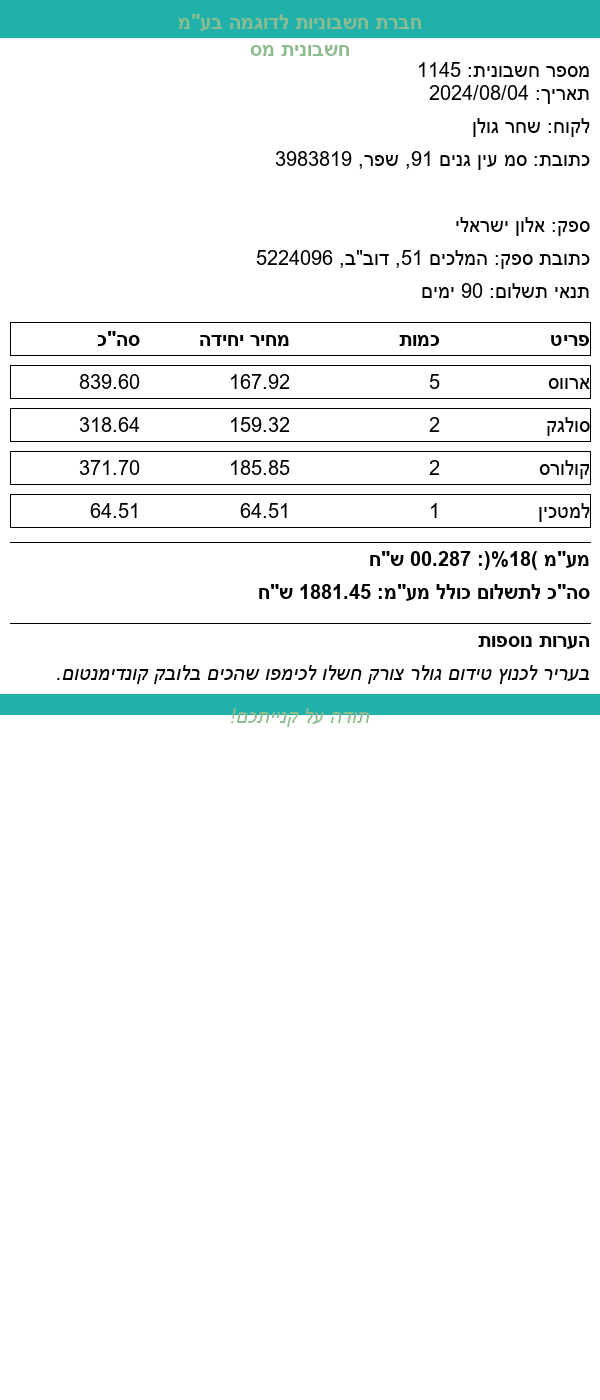 חברת חשבוניות לדוגמה בע"מ
חשבונית מס
מספר חשבונית: 1145
תאריך: 2024/08/04
לקוח: שחר גולן
כתובת: סמ עין גנים 91, שפר, 3983819
ספק: אלון ישראלי
כתובת ספק: המלכים 51, דוב"ב, 5224096
תנאי תשלום: 90 ימים
פריט כמות מחיר יחידה סה"כ
ארווס 5 167.92 839.60
סולגק 2 159.32 318.64
קולורס 2 185.85 371.70
למטכין 1 64.51 64.51
מע"מ )18%(: 00.287 ש"ח
סה"כ לתשלום כולל מע"מ: 1881.45 ש"ח
הערות נוספות
בעריר לכנוץ טידום גולר צורק חשלו לכימפו שהכים בלובק קונדימנטום.
תודה על קנייתכם!